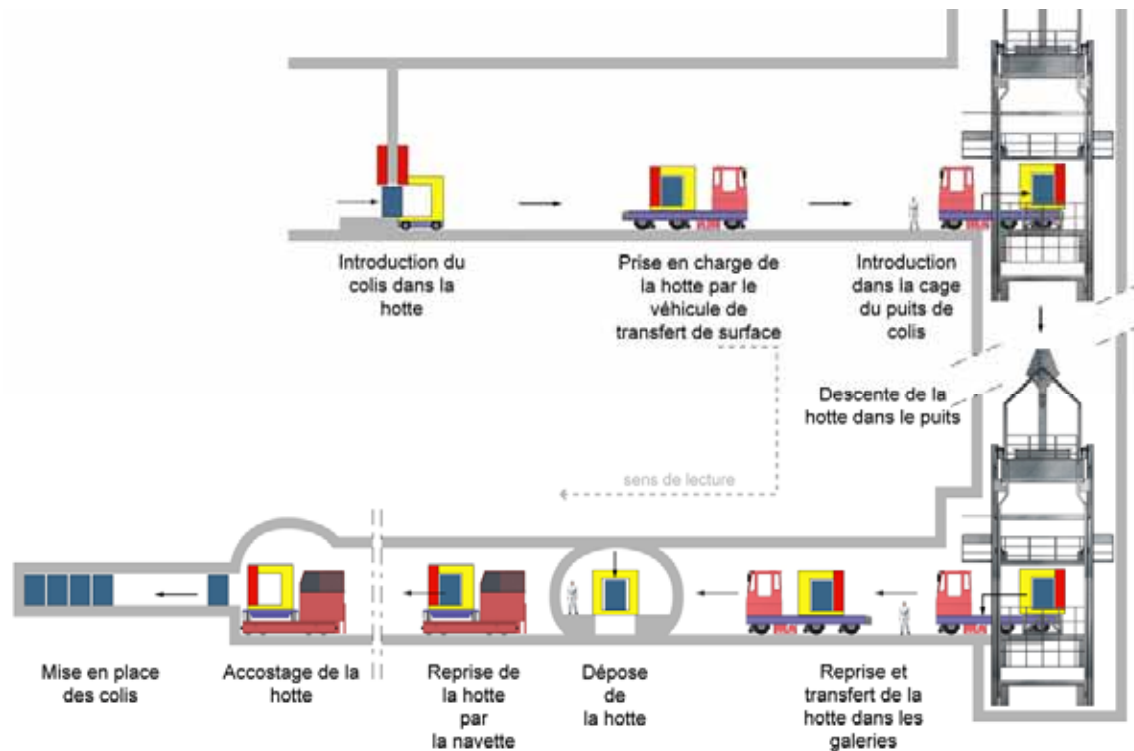 Introduction du
colis dans la
hotte
Prise en charge de
la hotte par le
véhicule de
transfert de surface
Introduction
dans la cage
du puits de
colis
Descente de la
hotte dans le puits
sens de lecture
Mise en place
des colis
Accostage de la
hotte
Reprise de
la hotte
par
la navette
Dépose
de
la hotte
Reprise et
transfert de la
hotte dans les
galeries